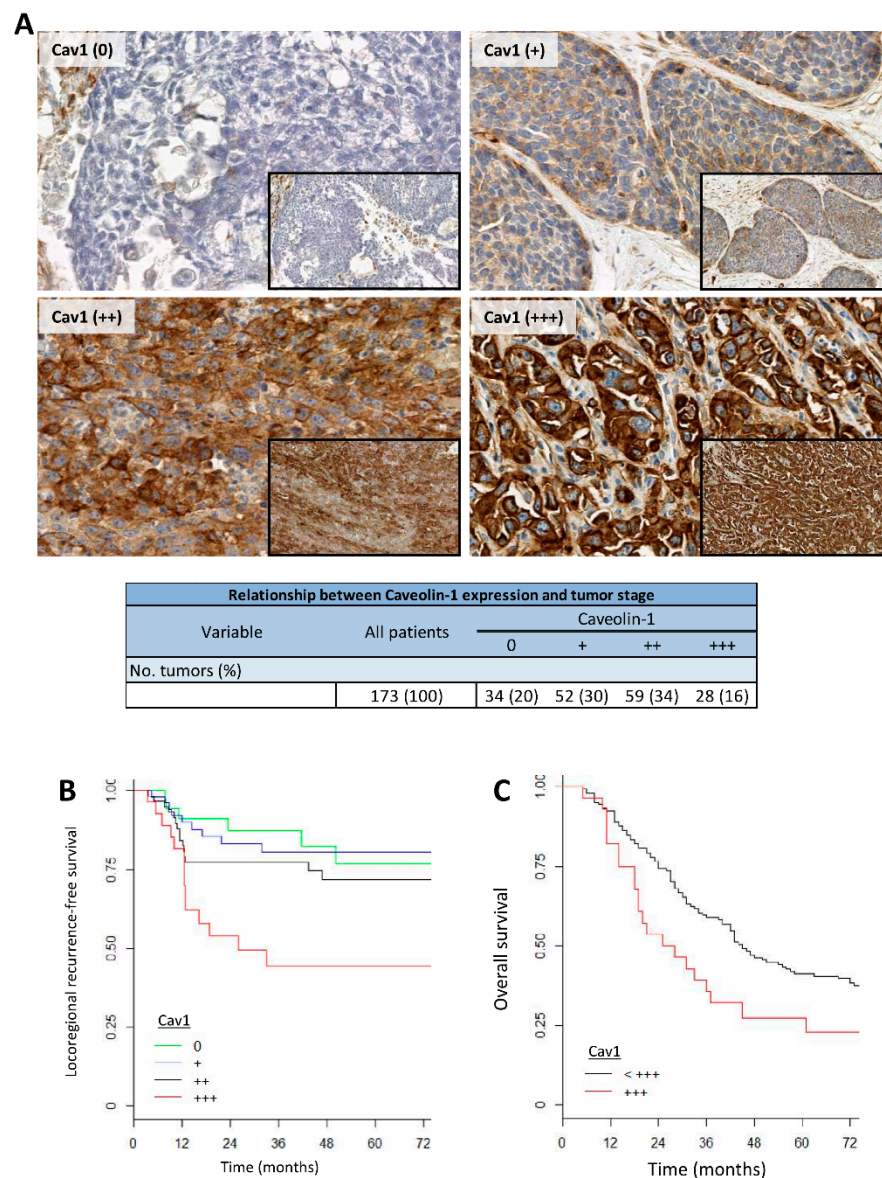 A
Cav1 (0)
Cav1 (+)
Cav1 (++)
Cav1 (+++)
Relationship between Caveolin-1 expression and tumor stage
Variable
All patients
Caveolin-1
0 + ++ +++
No. tumors (%)
173 (100) 34 (20) 52 (30) 59 (34) 28 (16)
B
Locoregional recurrence-free survival
1.00
0.75
0.50
0.25
0
Cav1
0
+
++
+++
0 12 24 36 48 60 72
Time (months)
C
Overall survival
1.00
0.75
0.50
0.25
0
Cav1
< +++
+++
0 12 24 36 48 60 72
Time (months)